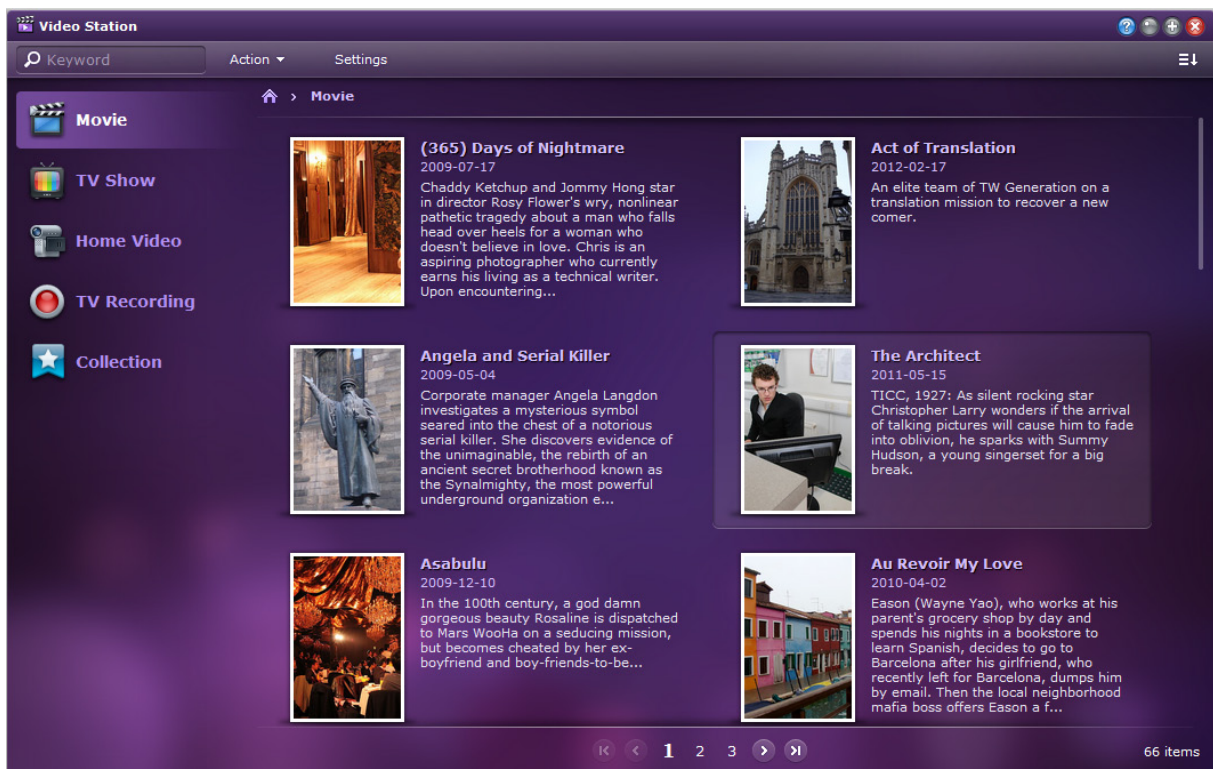 Video Station
Keyword
Action
Settings
Movie
TV Show
Home Video
TV Recording
Collection
› Movie
(365) Days of Nightmare
2009-07-17
Chaddy Ketchup and Jommy Hong star
in director Rosy Flower's wry, nonlinear
pathetic tragedy about a man who falls
head over heels for a woman who
doesn't believe in love. Chris is an
aspiring photographer who currently
earns his living as a technical writer.
Upon encountering...
Act of Translation
2012-02-17
An elite team of TW Generation on a
translation mission to recover a new
comer.
Angela and Serial Killer
2009-05-04
Corporate manager Angela Langdon
investigates a mysterious symbol
seared into the chest of a notorious
serial killer. She discovers evidence of
the unimaginable, the rebirth of an
ancient secret brotherhood known as
the Synalmighty, the most powerful
underground organization e...
The Architect
2011-05-15
TICC, 1927: As silent rocking star
Christopher Larry wonders if the arrival
of talking pictures will cause him to fade
into oblivion, he sparks with Summy
Hudson, a young singerset for a big
break.
Asabulu
2009-12-10
In the 100th century, a god damn
gorgeous beauty Rosaline is dispatched
to Mars WooHa on a seducing mission,
but becomes cheated by her ex-
boyfriend and boy-friends-to-be...
Au Revoir My Love
2010-04-02
Eason (Wayne Yao), who works at his
parent's grocery shop by day and
spends his nights in a bookstore to
learn Spanish, decides to go to
Barcelona after his girlfriend, who
recently left for Barcelona, dumps him
by email. Then the local neighborhood
mafia boss offers Eason a f...
1 2 3
66 items